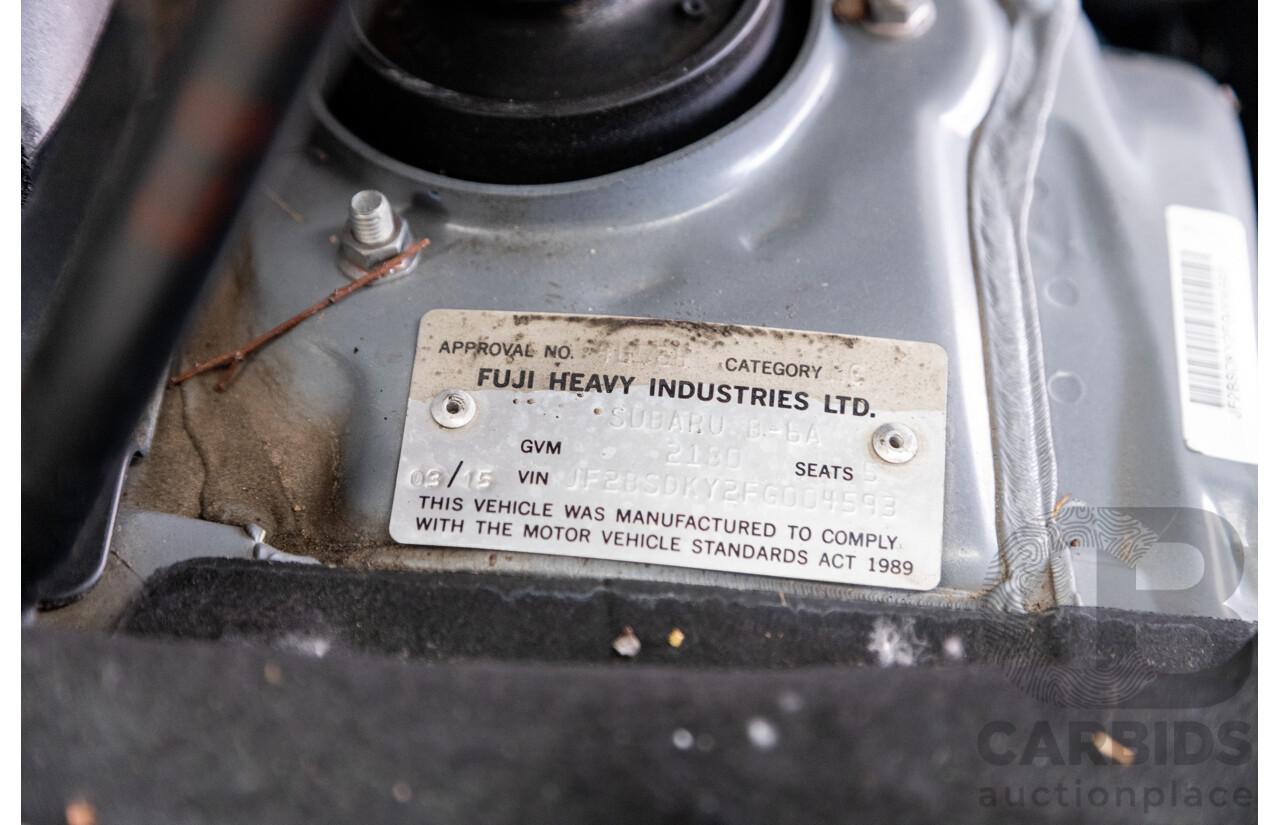 APPROVAL NO. CATEGORY
FUJI HEAVY INDUSTRIES LTD.
SUBARU B-6A
GVM 2180 SEATS 5
03/15 VIN JF2BSDKY2FG004593
THIS VEHICLE WAS MANUFACTURED TO COMPLY
WITH THE MOTOR VEHICLE STANDARDS ACT 1989
CARBIDS
auctionplace